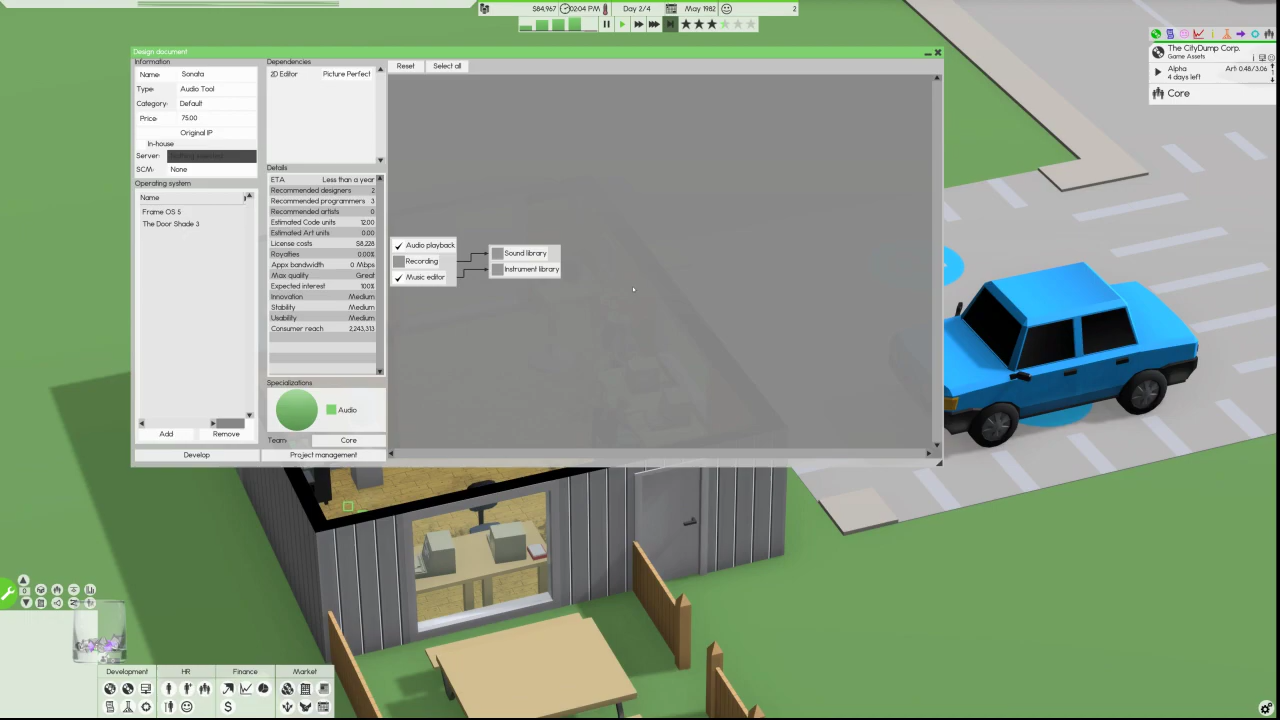 $84,967 02:04 PM Day 2/4 May 1982 2
Design document
Information
Name: Sonata
Type: Audio Tool
Category: Default
Price: 75.00
Original IP
In-house
Server:
SCM: None
Operating system
Name
Frame OS 5
The Door Shade 3
Add Remove
Develop
Dependencies
2D Editor Picture Perfect
Details
ETA Less than a year
Recommended designers 2
Recommended programmers 3
Recommended artists 0
Estimated Code units 12.00
Estimated Art units 0.00
License costs $8,228
Royalties 0.00%
Appx bandwidth 0 Mbps
Max quality: Great
Expected interest 100%
Innovation Medium
Stability Medium
Usability Medium
Consumer reach 2,243,313
Specializations
Audio
Team Core
Project management
Reset Select all
Audio playback
Recording
Music editor
Sound library
Instrument library
The CityDump Corp.
Game Assets
Alpha Art: 0.48/3.06
4 days left
Core
0
Development HR Finance Market